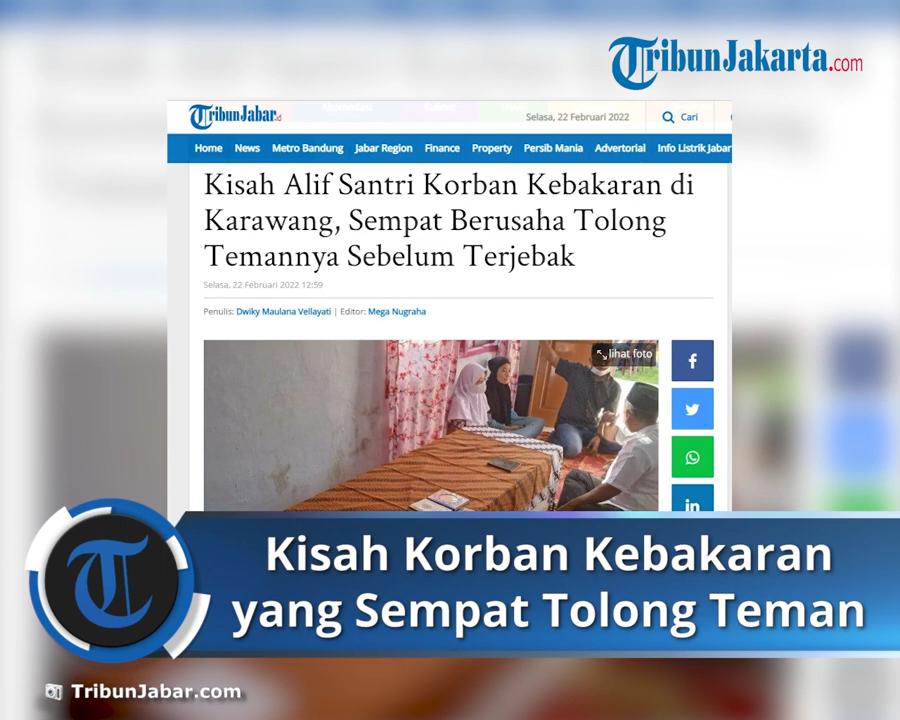 TribunJakarta.com
TribunJabar.id
Selasa, 22 Februari 2022
Cari
Home News Metro Bandung Jabar Region Finance Property Persib Mania Advertorial Info Listrik Jabar
Kisah Alif Santri Korban Kebakaran di
Karawang, Sempat Berusaha Tolong
Temannya Sebelum Terjebak
Selasa, 22 Februari 2022 12:59
Penulis: Dwiky Maulana Vellayati | Editor: Mega Nugraha
lihat foto
f
in
Kisah Korban Kebakaran
yang Sempat Tolong Teman
T
TribunJabar.com